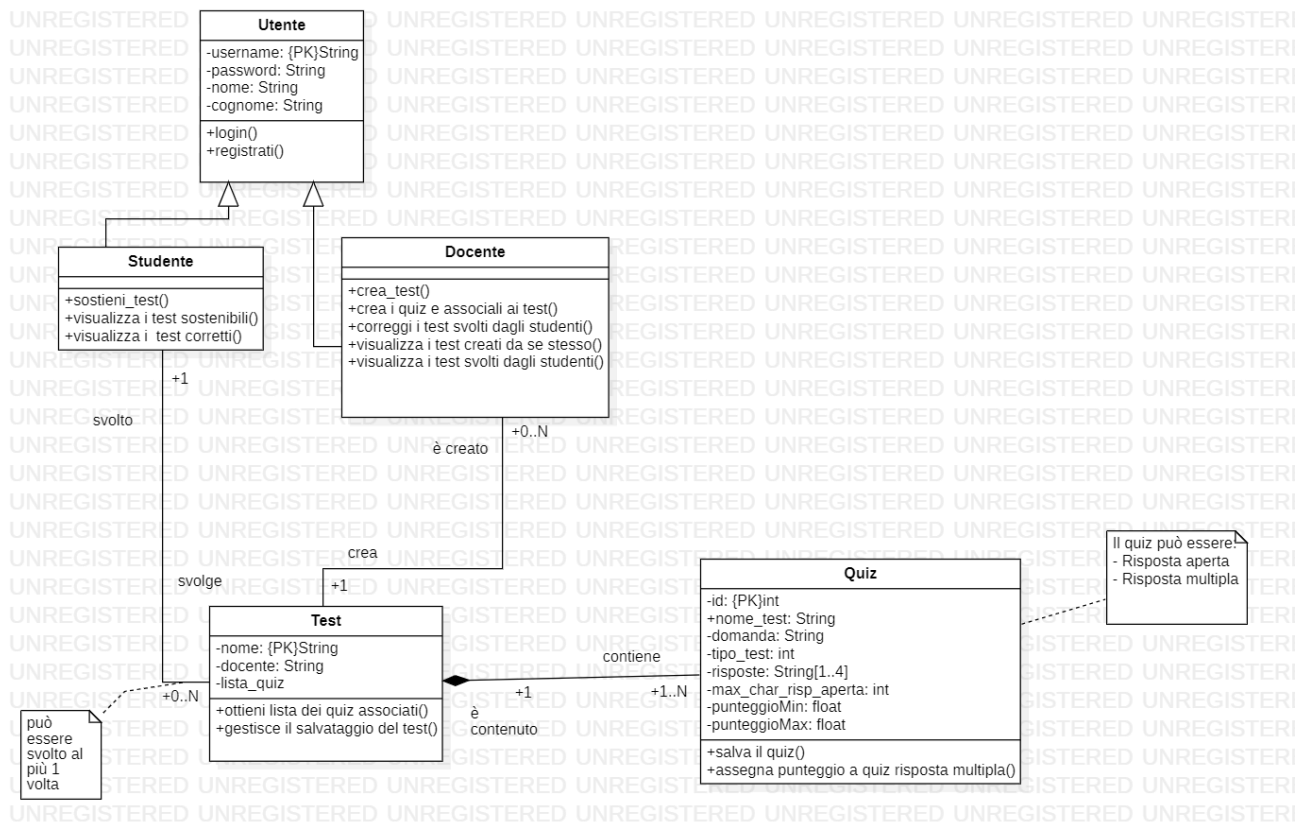 Utente
-username: {PK}String
-password: String
-nome: String
-cognome: String
+login()
+registrati()
Studente
+sostieni_test()
+visualizza i test sostenibili()
+visualizza i  test corretti()
Docente
+crea_test()
+crea i quiz e associali ai test()
+correggi i test svolti dagli studenti()
+visualizza i test creati da se stesso()
+visualizza i test svolti dagli studenti()
+1
svolto
+0..N
è creato
crea
+1
svolge
+0..N
Test
-nome: {PK}String
-docente: String
-lista_quiz
+ottieni lista dei quiz associati()
+gestisce il salvataggio del test()
può
essere
svolto al
più 1
volta
contiene
+1
+1..N
è
contenuto
Quiz
-id: {PK}int
+nome_test: String
-domanda: String
-tipo_test: int
-risposte: String[1..4]
-max_char_risp_aperta: int
-punteggioMin: float
-punteggioMax: float
+salva il quiz()
+assegna punteggio a quiz risposta multipla()
Il quiz può essere:
- Risposta aperta
- Risposta multipla
UNREGISTERED